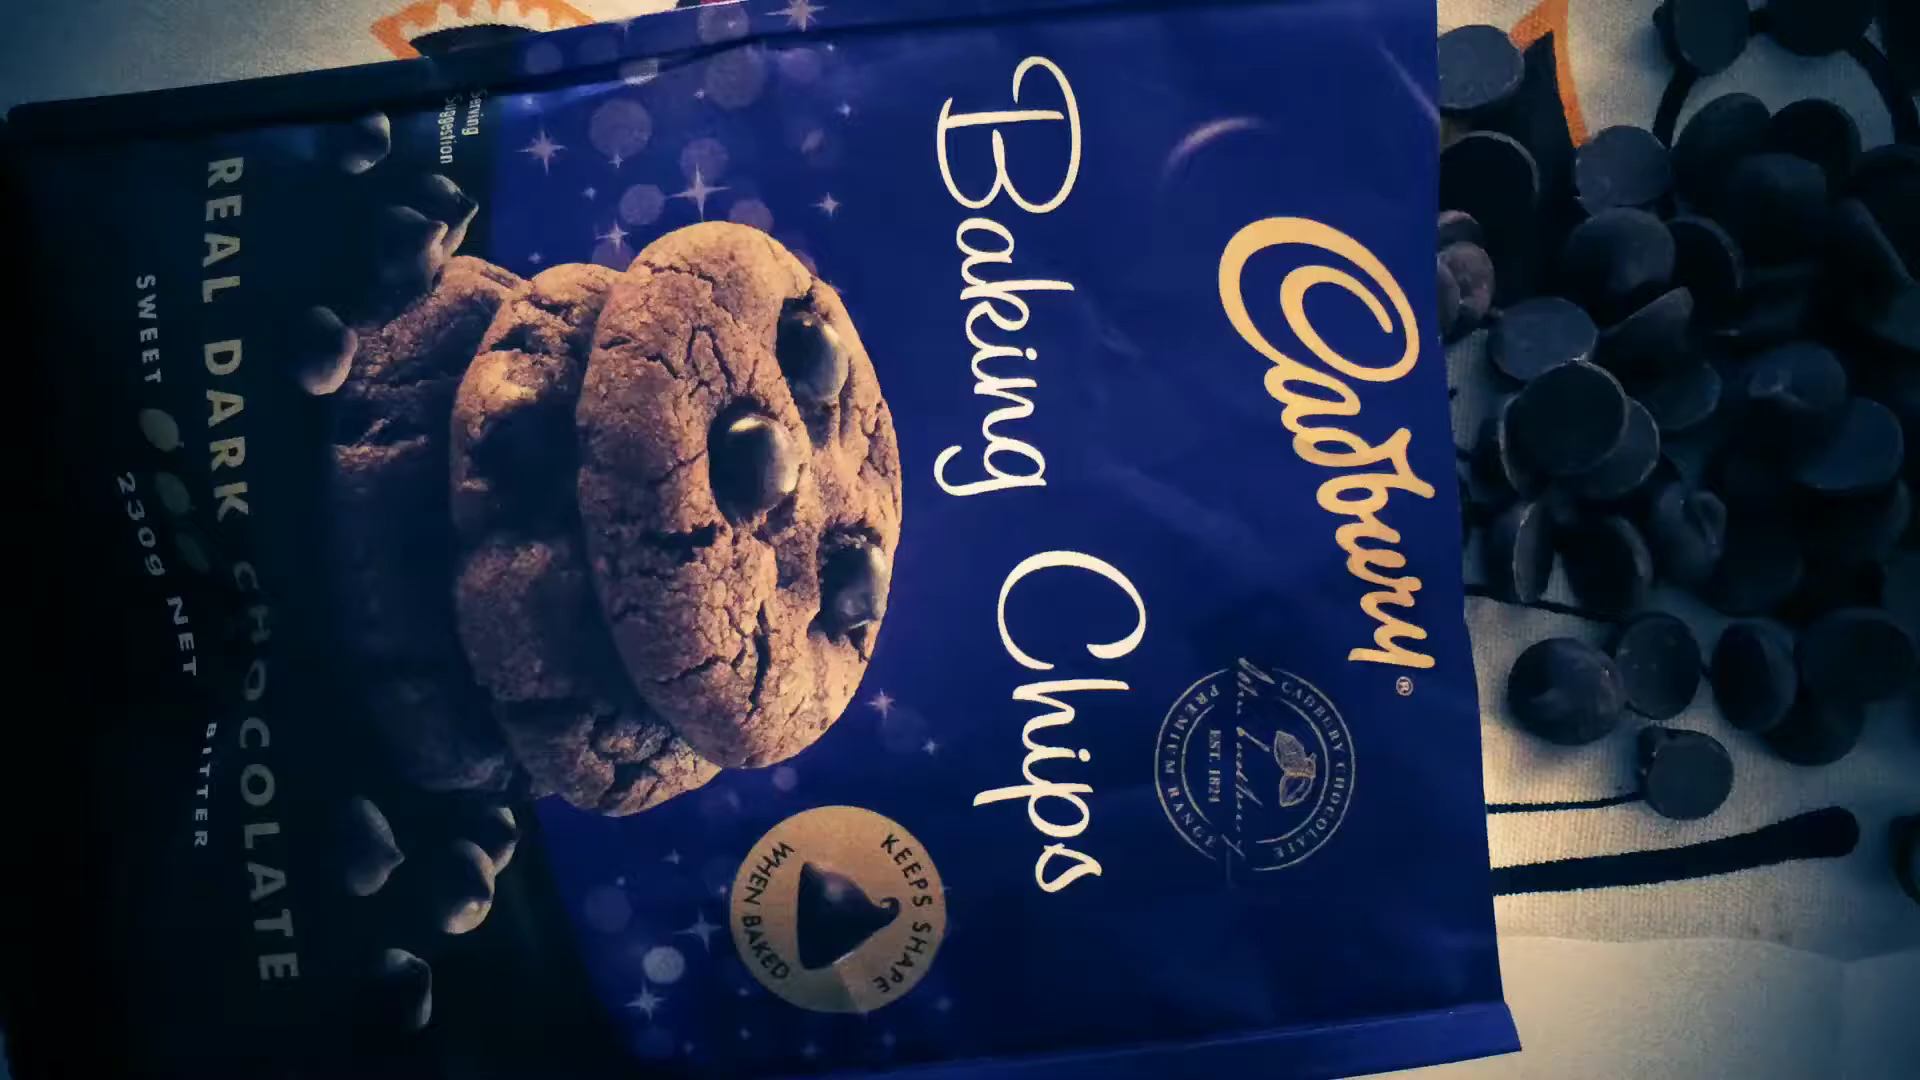 Cadbury®
CADBURY CHOCOLATE
EST. 1824
PREMIUM RANGE
Baking Chips
KEEPS SHAPE
WHEN BAKED
Serving
Suggestion
REAL DARK CHOCOLATE
SWEET BITTER
230g NET